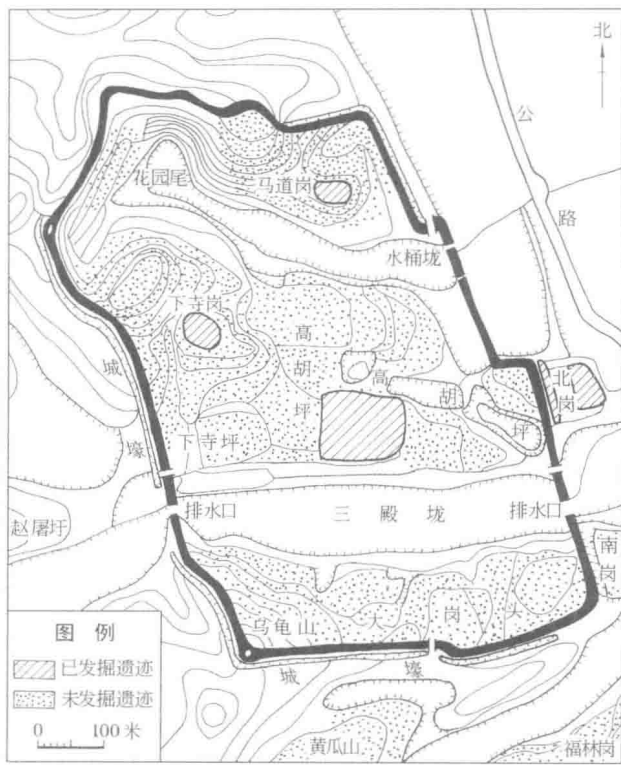 北
公
路
花园尾
马道岗
水桶垅
下寺岗
高
胡
坪
高
胡
坪
北
岗
城
壕
下寺坪
排水口
三殿垅
排水口
赵屠圩
南
岗
乌龟山
大
岗
大
城
壕
图例
已发掘遗迹
未发掘遗迹
0 100米
黄瓜山
福林岗